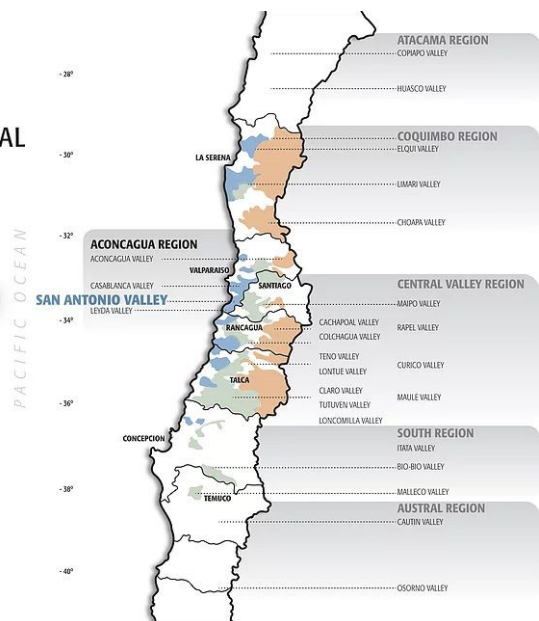 ATACAMA REGION
COPIAPO VALLEY
- 28°
HUASCO VALLEY
AL
COQUIMBO REGION
ELQUI VALLEY
- 30°
LA SERENA
LIMARI VALLEY
CHOAPA VALLEY
- 32°
PACIFIC OCEAN
ACONCAGUA REGION
ACONCAGUA VALLEY
VALPARAISO
CASABLANCA VALLEY
SANTIAGO
SAN ANTONIO VALLEY
LEYDA VALLEY
CENTRAL VALLEY REGION
MAIPO VALLEY
- 34°
RANCAGUA
CACHAPOAL VALLEY
RAPEL VALLEY
COLCHAGUA VALLEY
TENO VALLEY
CURICO VALLEY
LONTUE VALLEY
TALCA
CLARO VALLEY
MAULE VALLEY
TUTUVEN VALLEY
- 36°
LONCOMILLA VALLEY
SOUTH REGION
CONCEPCION
ITATA VALLEY
BIO-BIO VALLEY
- 38°
TEMUCO
MALLECO VALLEY
AUSTRAL REGION
CAUTIN VALLEY
- 40°
OSORNO VALLEY